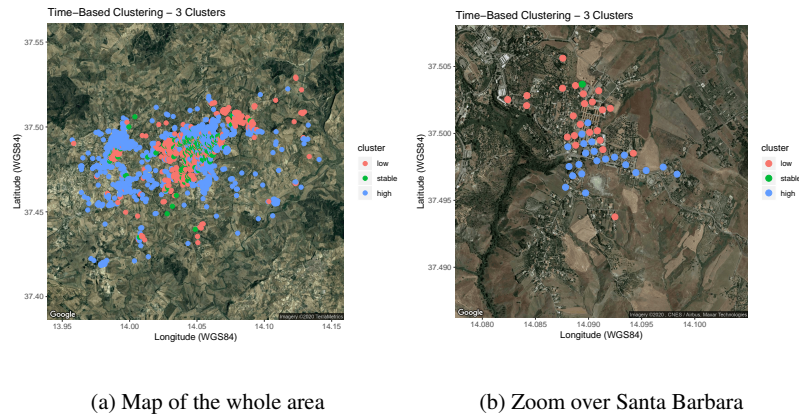 Time−Based Clustering − 3 Clusters
37.55
37.50
37.45
37.40
Latitude (WGS84)
13.95 14.00 14.05 14.10 14.15
Longitude (WGS84)
Google
Imagery ©2020 TerraMetrics
cluster
low
stable
high
(a) Map of the whole area
Time−Based Clustering − 3 Clusters
37.505
37.500
37.495
37.490
Latitude (WGS84)
14.080 14.085 14.090 14.095 14.100
Longitude (WGS84)
Google
Imagery ©2020 , CNES / Airbus, Maxar Technologies
cluster
low
stable
high
(b) Zoom over Santa Barbara